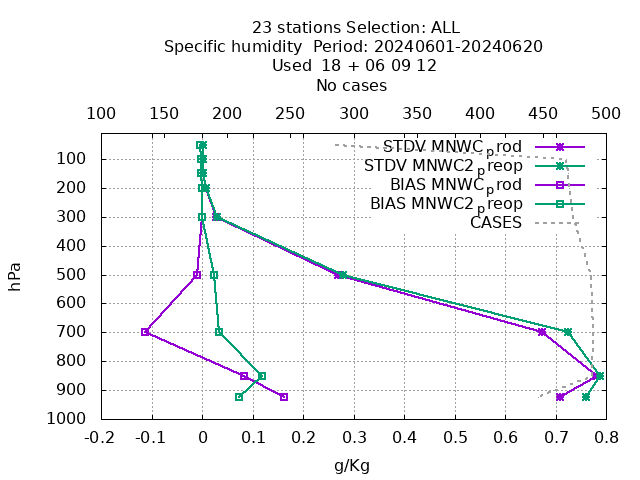 23 stations Selection: ALL
Specific humidity  Period: 20240601-20240620
Used  18 + 06 09 12
No cases
100 150 200 250 300 350 400 450 500
STDV MNWC_prod
STDV MNWC2_preop
BIAS MNWC_prod
BIAS MNWC2_preop
CASES
hPa
100
200
300
400
500
600
700
800
900
1000
-0.2 -0.1 0 0.1 0.2 0.3 0.4 0.5 0.6 0.7 0.8
g/Kg